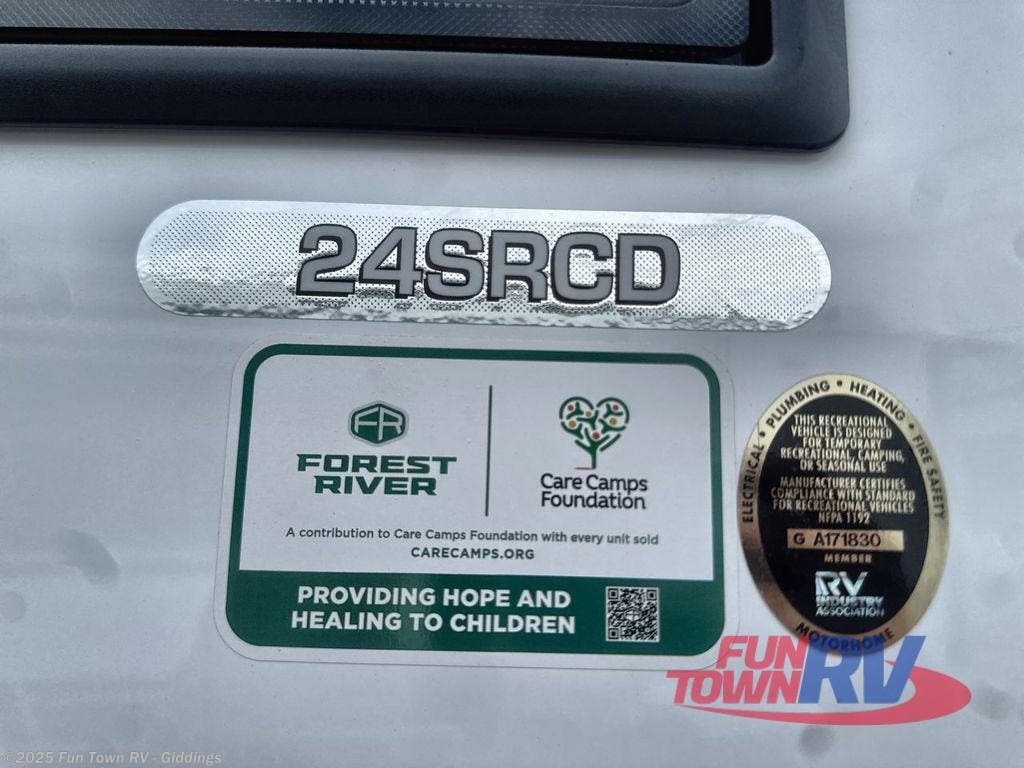 24SRCD
FR
FOREST
RIVER
Care Camps
Foundation
A contribution to Care Camps Foundation with every unit sold
CARECAMPS.ORG
PROVIDING HOPE AND
HEALING TO CHILDREN
ELECTRICAL • PLUMBING • HEATING • FIRE SAFETY
THIS RECREATIONAL
VEHICLE IS DESIGNED
FOR TEMPORARY
RECREATIONAL, CAMPING,
OR SEASONAL USE
MANUFACTURER CERTIFIES
COMPLIANCE WITH STANDARD
FOR RECREATIONAL VEHICLES
NFPA 1192
G A171830
MEMBER
RV
INDUSTRY
ASSOCIATION
MOTORHOME
FUN
TOWN RV
©2025 Fun Town RV - Giddings